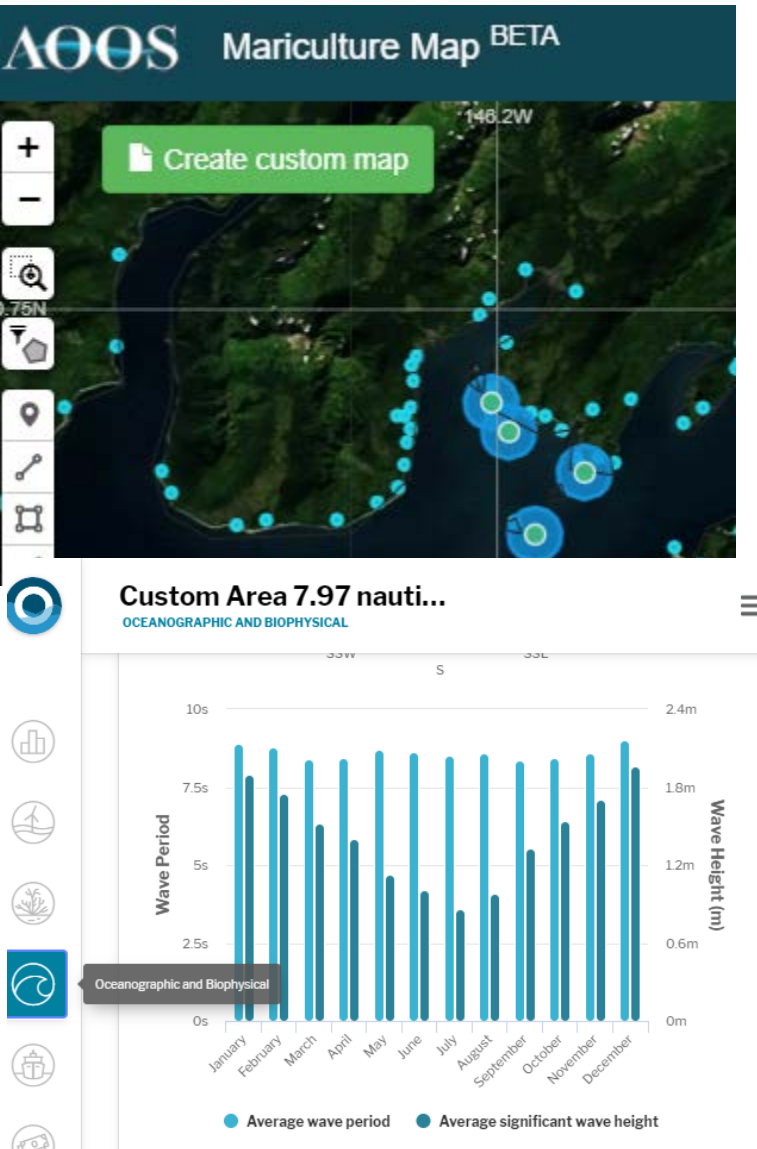 AOOS Mariculture Map BETA
146.2W
Create custom map
.75N
Custom Area 7.97 nauti...
OCEANOGRAPHIC AND BIOPHYSICAL
SSW SSE
S
10s 2.4m
7.5s 1.8m
5s 1.2m
2.5s 0.6m
0s 0m
Wave Period
Wave Height (m)
Oceanographic and Biophysical
January February March April May June July August September October November December
Average wave period Average significant wave height